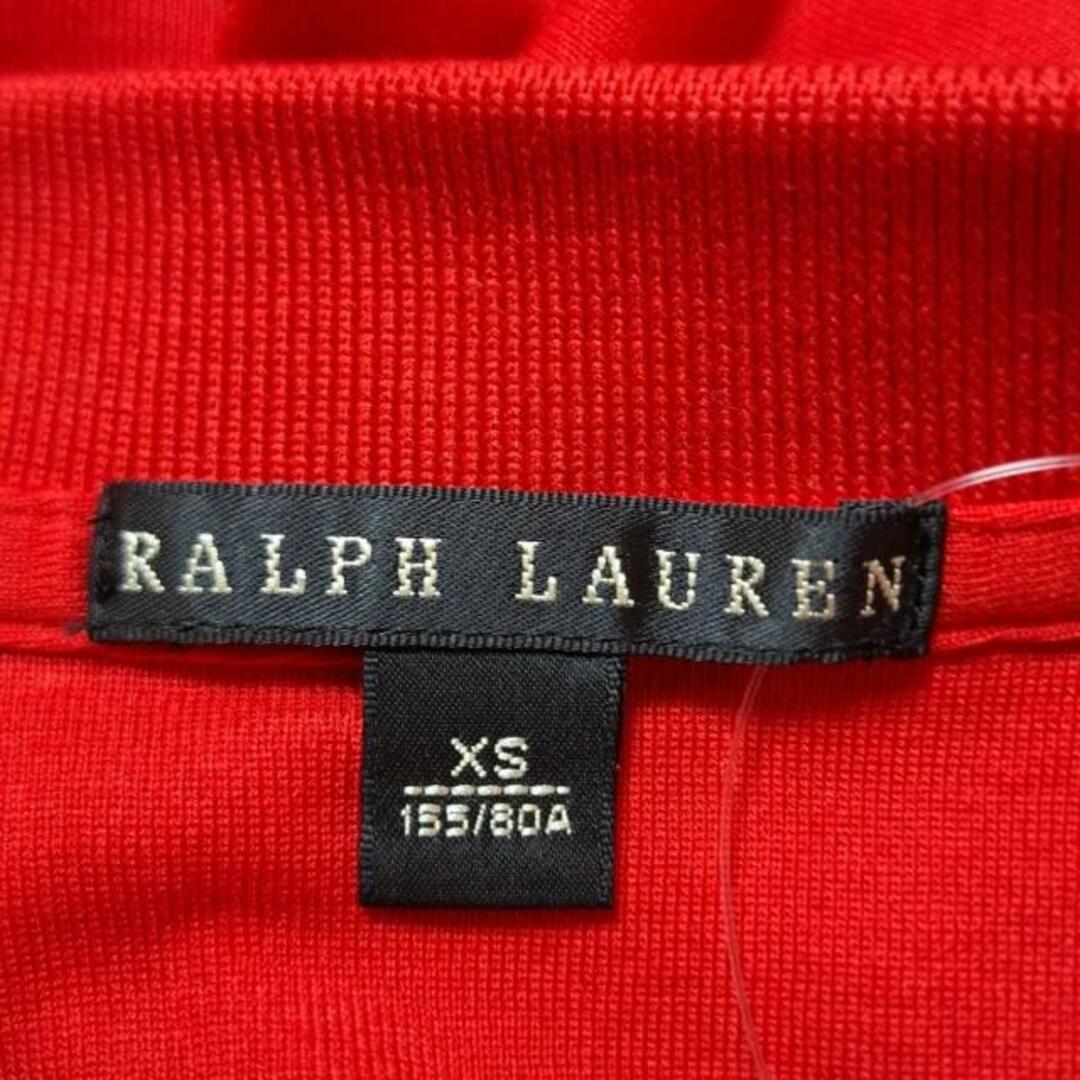 RALPH LAUREN
XS
155/80A